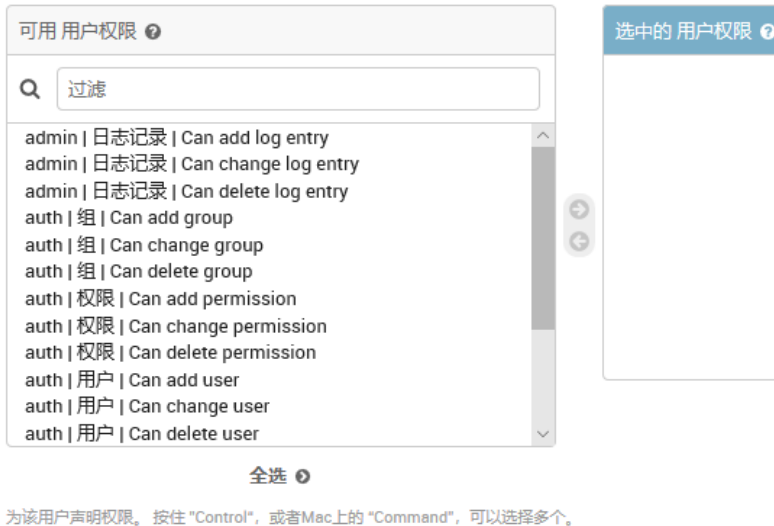 可用 用户权限
选中的 用户权限
过滤
admin | 日志记录 | Can add log entry
admin | 日志记录 | Can change log entry
admin | 日志记录 | Can delete log entry
auth | 组 | Can add group
auth | 组 | Can change group
auth | 组 | Can delete group
auth | 权限 | Can add permission
auth | 权限 | Can change permission
auth | 权限 | Can delete permission
auth | 用户 | Can add user
auth | 用户 | Can change user
auth | 用户 | Can delete user
全选
为该用户声明权限。 按住 "Control“，或者Mac上的 “Command”，可以选择多个。